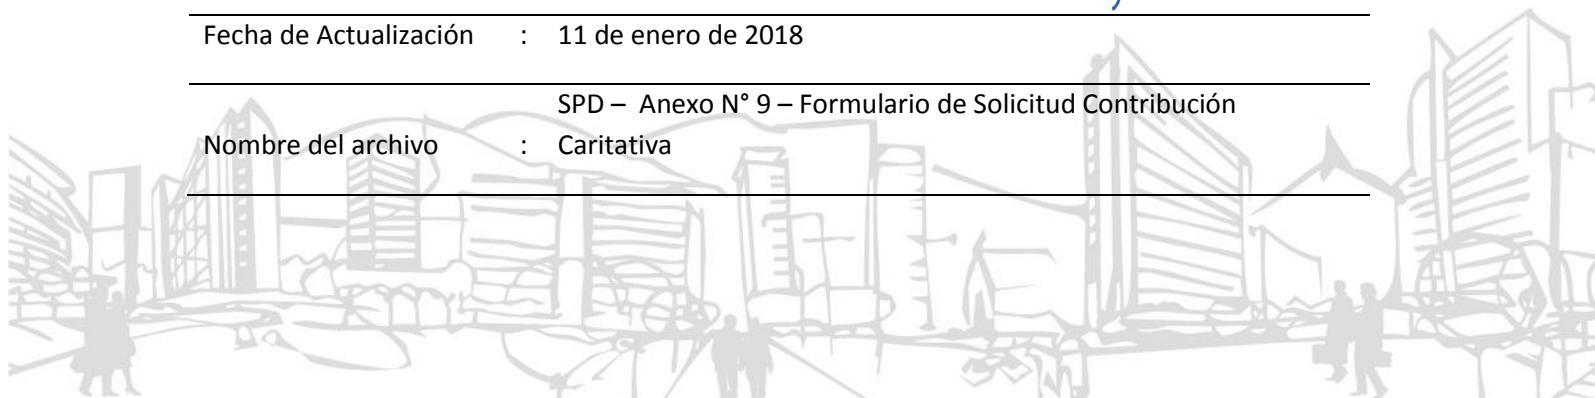 Fecha de Actualización : 11 de enero de 2018
SPD – Anexo N° 9 – Formulario de Solicitud Contribución
Nombre del archivo : Caritativa